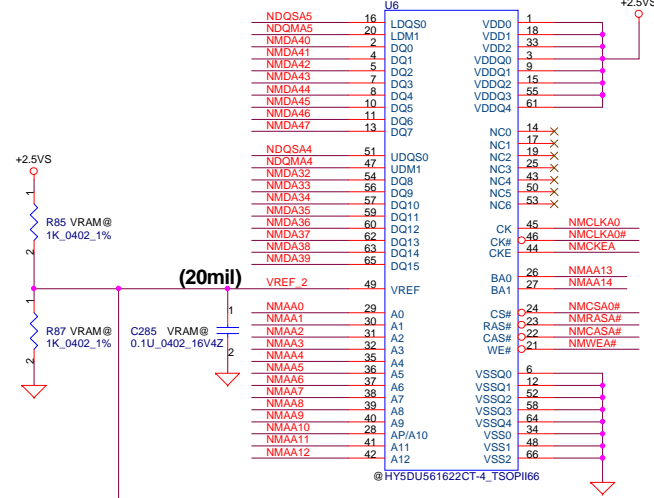 U6
+2.5VS
NDQSA5 16 LDQS0 VDD0 1
NDQMA5 20 LDM1 VDD1 18
NMDA40 2 DQ0 VDD2 33
NMDA41 4 DQ1 VDDQ0 3
NMDA42 5 DQ2 VDDQ1 9
NMDA43 7 DQ3 VDDQ2 15
NMDA44 8 DQ4 VDDQ3 55
NMDA45 10 DQ5 VDDQ4 61
NMDA46 11 DQ6
NMDA47 13 DQ7
NC0 14
NC1 17
NDQSA4 51 UDQS0 NC2 19
NDQMA4 47 UDM1 NC3 25
NMDA32 54 DQ8 NC4 43
NMDA33 56 DQ9 NC5 50
NMDA34 57 DQ10 NC6 53
NMDA35 59 DQ11
NMDA36 60 DQ12 CK 45 NMCLKA0
NMDA37 62 DQ13 CK# 46 NMCLKA0#
NMDA38 63 DQ14 CKE 44 NMCKEA
NMDA39 65 DQ15
+2.5VS
1
R85 VRAM@
1K_0402_1%
2
BA0 26 NMAA13
(20mil) VREF_2 49 VREF BA1 27 NMAA14
NMAA0 29 A0 CS# 24 NMCSA0#
NMAA1 30 A1 RAS# 23 NMRASA#
NMAA2 31 A2 CAS# 22 NMCASA#
NMAA3 32 A3 WE# 21 NMWEA#
1
R87 VRAM@
1K_0402_1%
2
1
C285 VRAM@
0.1U_0402_16V4Z
2
NMAA4 35 A4
NMAA5 36 A5 VSSQ0 6
NMAA6 37 A6 VSSQ1 12
NMAA7 38 A7 VSSQ2 52
NMAA8 39 A8 VSSQ3 58
NMAA9 40 A9 VSSQ4 64
NMAA10 28 AP/A10 VSS0 34
NMAA11 41 A11 VSS1 48
NMAA12 42 A12 VSS2 66
@HY5DU561622CT-4_TSOPII66